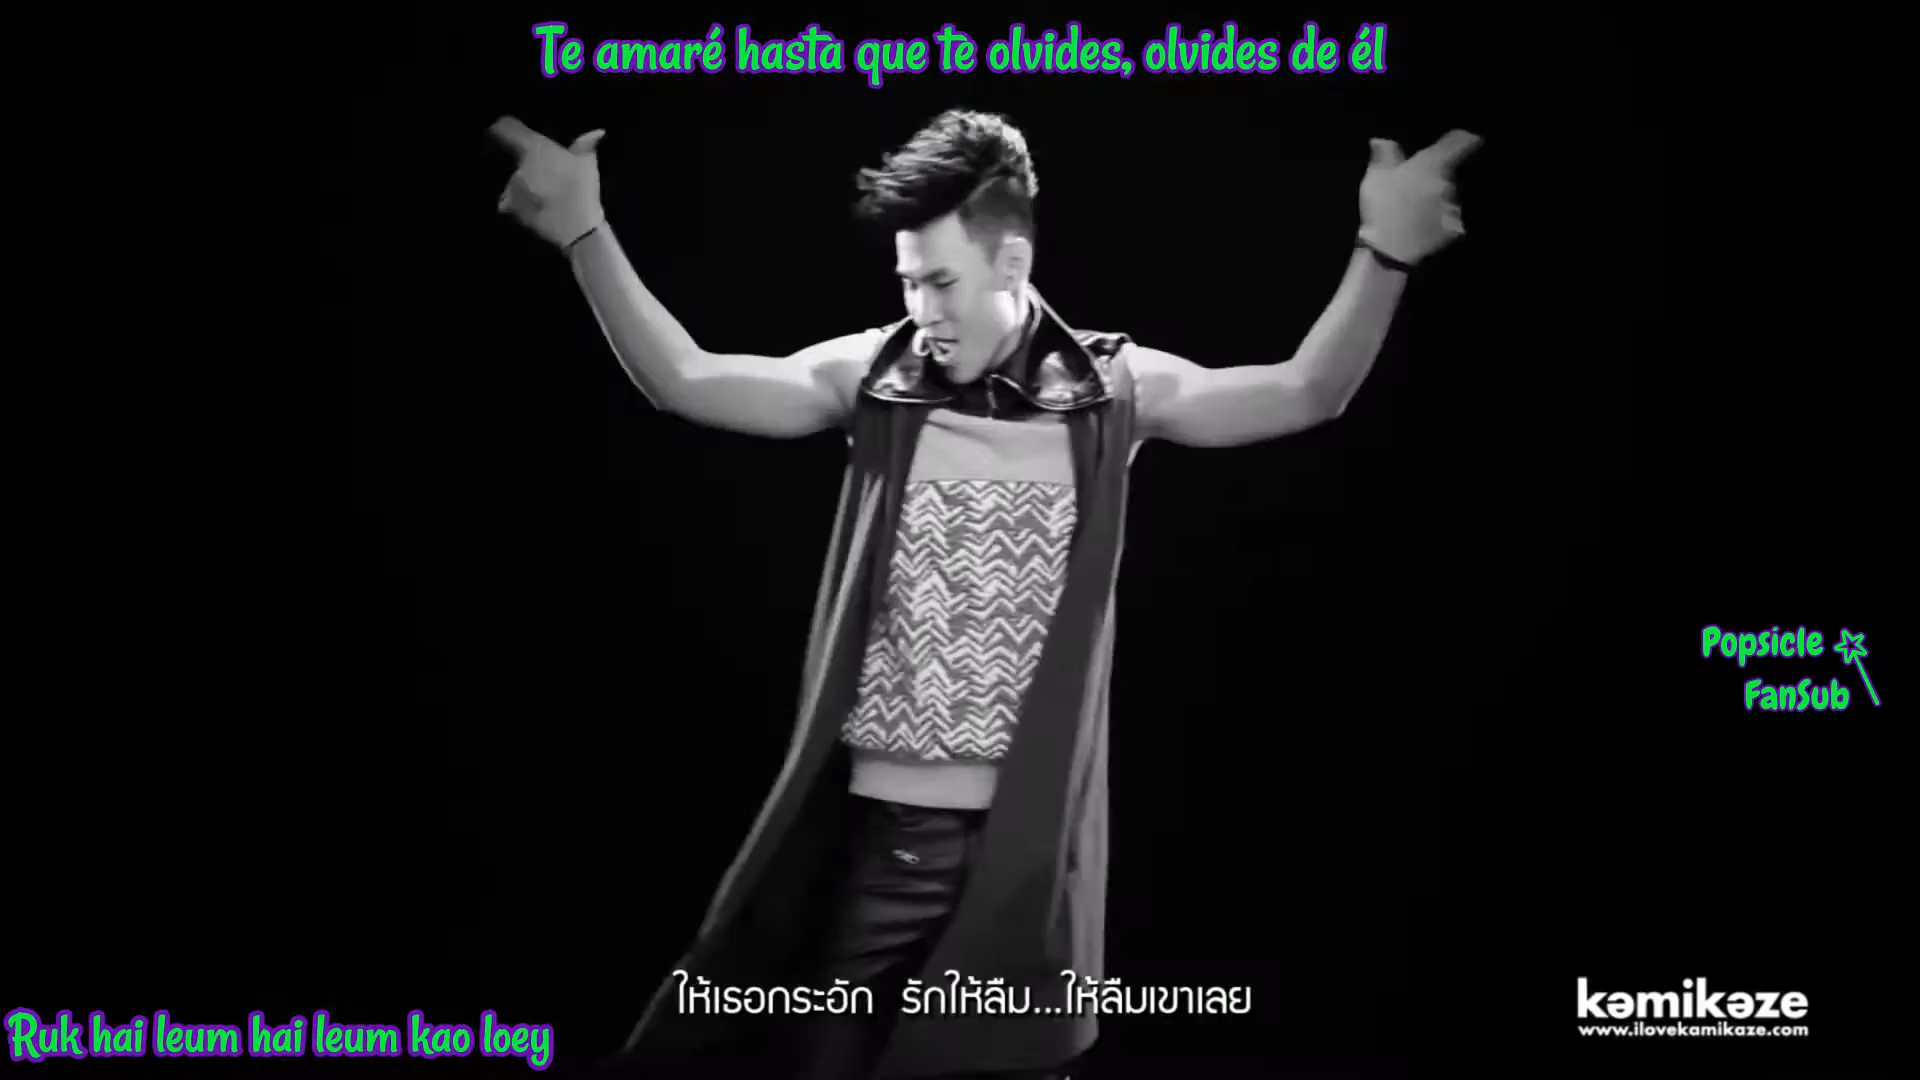 Te amaré hasta que te olvides, olvides de él
Popsicle
FanSub
ให้เธอกระอัก รักให้ลืม...ให้ลืมเขาเลย
Ruk hai leum hai leum kao loey
kamikaze
www.ilovekamikaze.com